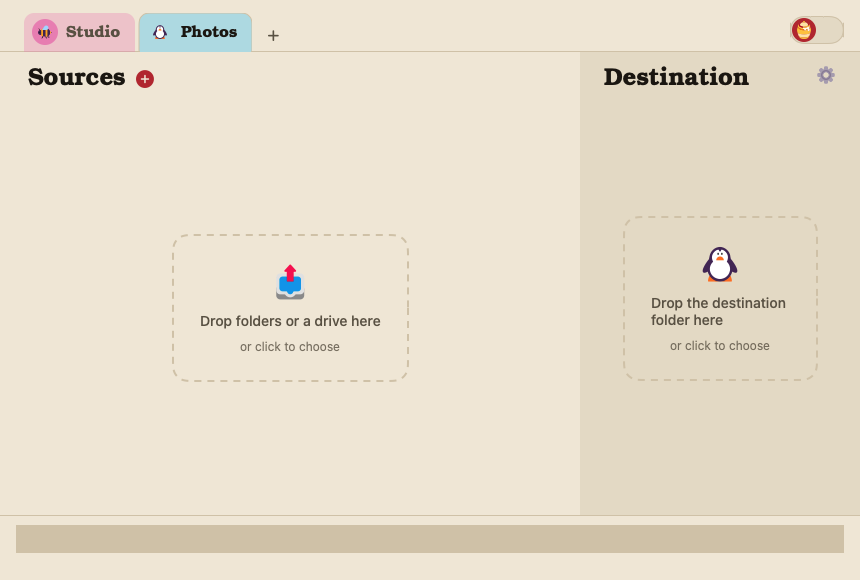 Studio
Photos
+
Sources
Destination
Drop folders or a drive here
or click to choose
Drop the destination
folder here
or click to choose